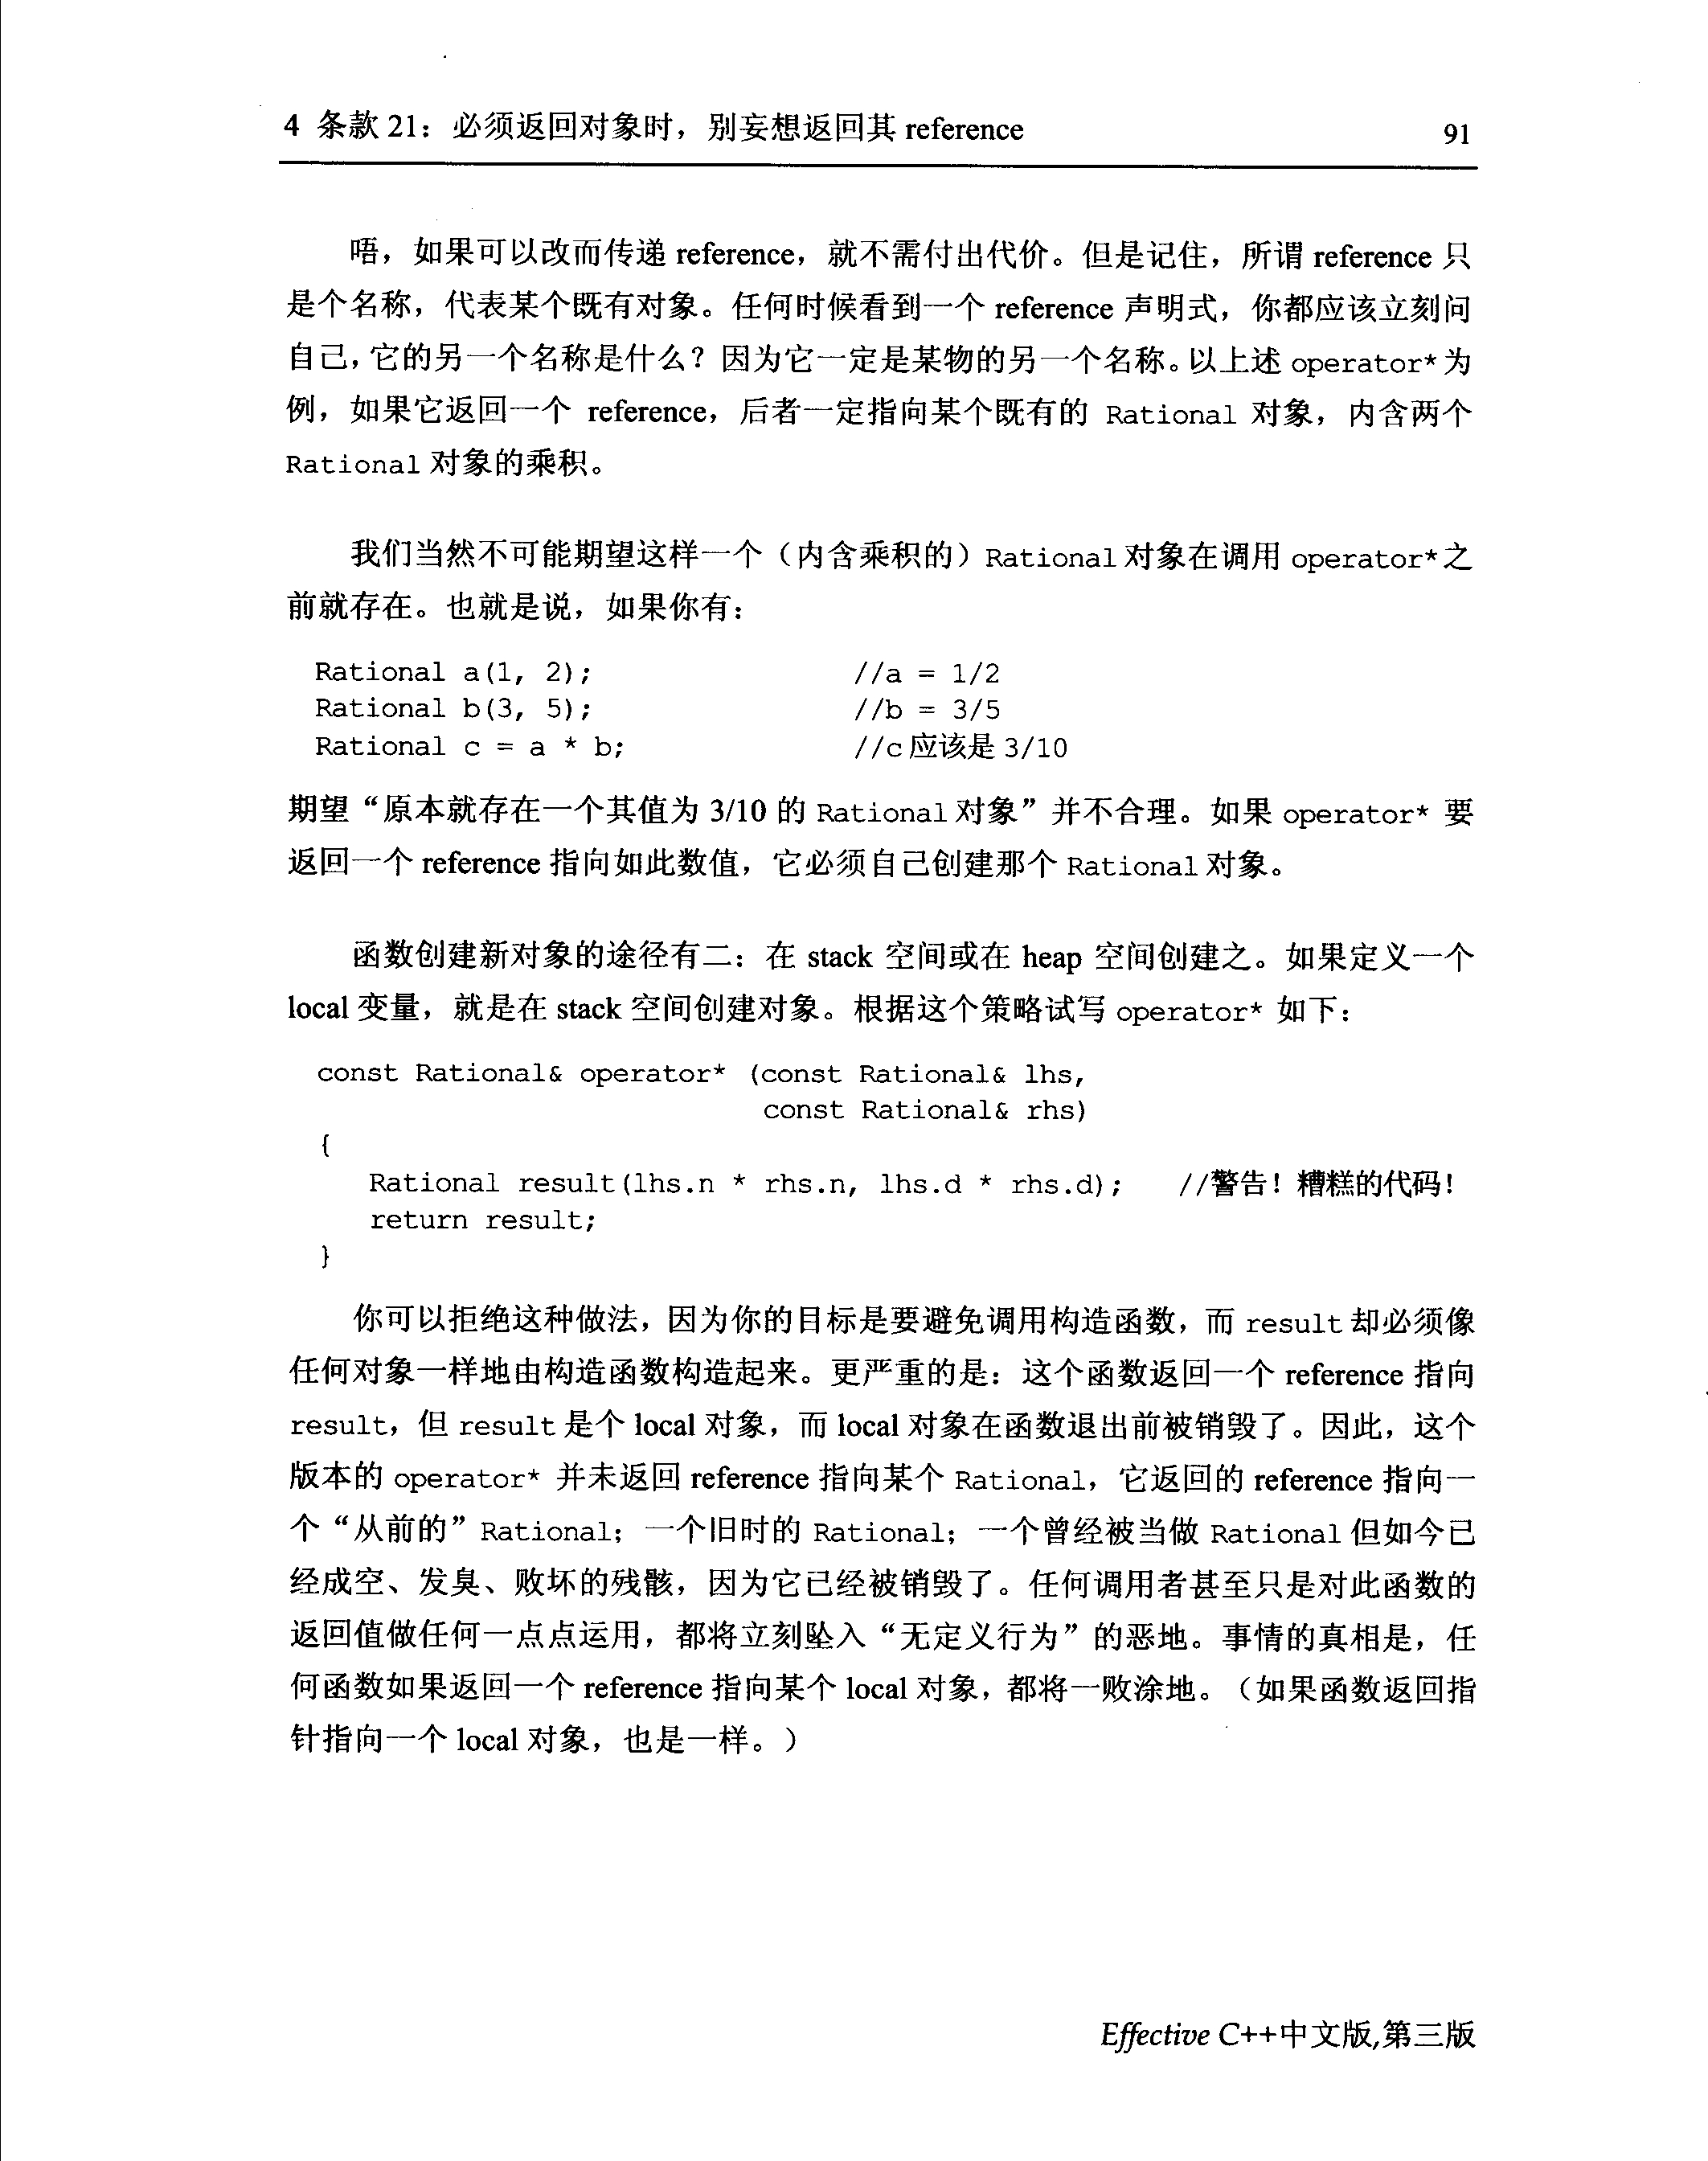 4 条款 21：必须返回对象时，别妄想返回其 reference
91
唔，如果可以改而传递 reference，就不需付出代价。但是记住，所谓 reference 只
是个名称，代表某个既有对象。任何时候看到一个 reference 声明式，你都应该立刻问
自己，它的另一个名称是什么？因为它一定是某物的另一个名称。以上述 operator* 为
例，如果它返回一个 reference，后者一定指向某个既有的 Rational 对象，内含两个
Rational 对象的乘积。
我们当然不可能期望这样一个（内含乘积的）Rational 对象在调用 operator* 之
前就存在。也就是说，如果你有：
Rational a(1, 2); //a = 1/2
Rational b(3, 5); //b = 3/5
Rational c = a * b; //c 应该是 3/10
期望“原本就存在一个其值为 3/10 的 Rational 对象”并不合理。如果 operator* 要
返回一个 reference 指向如此数值，它必须自己创建那个 Rational 对象。
函数创建新对象的途径有二：在 stack 空间或在 heap 空间创建之。如果定义一个
local 变量，就是在 stack 空间创建对象。根据这个策略试写 operator* 如下：
const Rational& operator* (const Rational& lhs,
const Rational& rhs)
{
Rational result(lhs.n * rhs.n, lhs.d * rhs.d); //警告！糟糕的代码！
return result;
}
你可以拒绝这种做法，因为你的目标是要避免调用构造函数，而 result 却必须像
任何对象一样地由构造函数构造起来。更严重的是：这个函数返回一个 reference 指向
result，但 result 是个 local 对象，而 local 对象在函数退出前被销毁了。因此，这个
版本的 operator* 并未返回 reference 指向某个 Rational，它返回的 reference 指向一
个“从前的”Rational；一个旧时的 Rational；一个曾经被当做 Rational 但如今已
经成空、发臭、败坏的残骸，因为它已经被销毁了。任何调用者甚至只是对此函数的
返回值做任何一点点运用，都将立刻坠入“无定义行为”的恶地。事情的真相是，任
何函数如果返回一个 reference 指向某个 local 对象，都将一败涂地。（如果函数返回指
针指向一个 local 对象，也是一样。）
Effective C++中文版,第三版